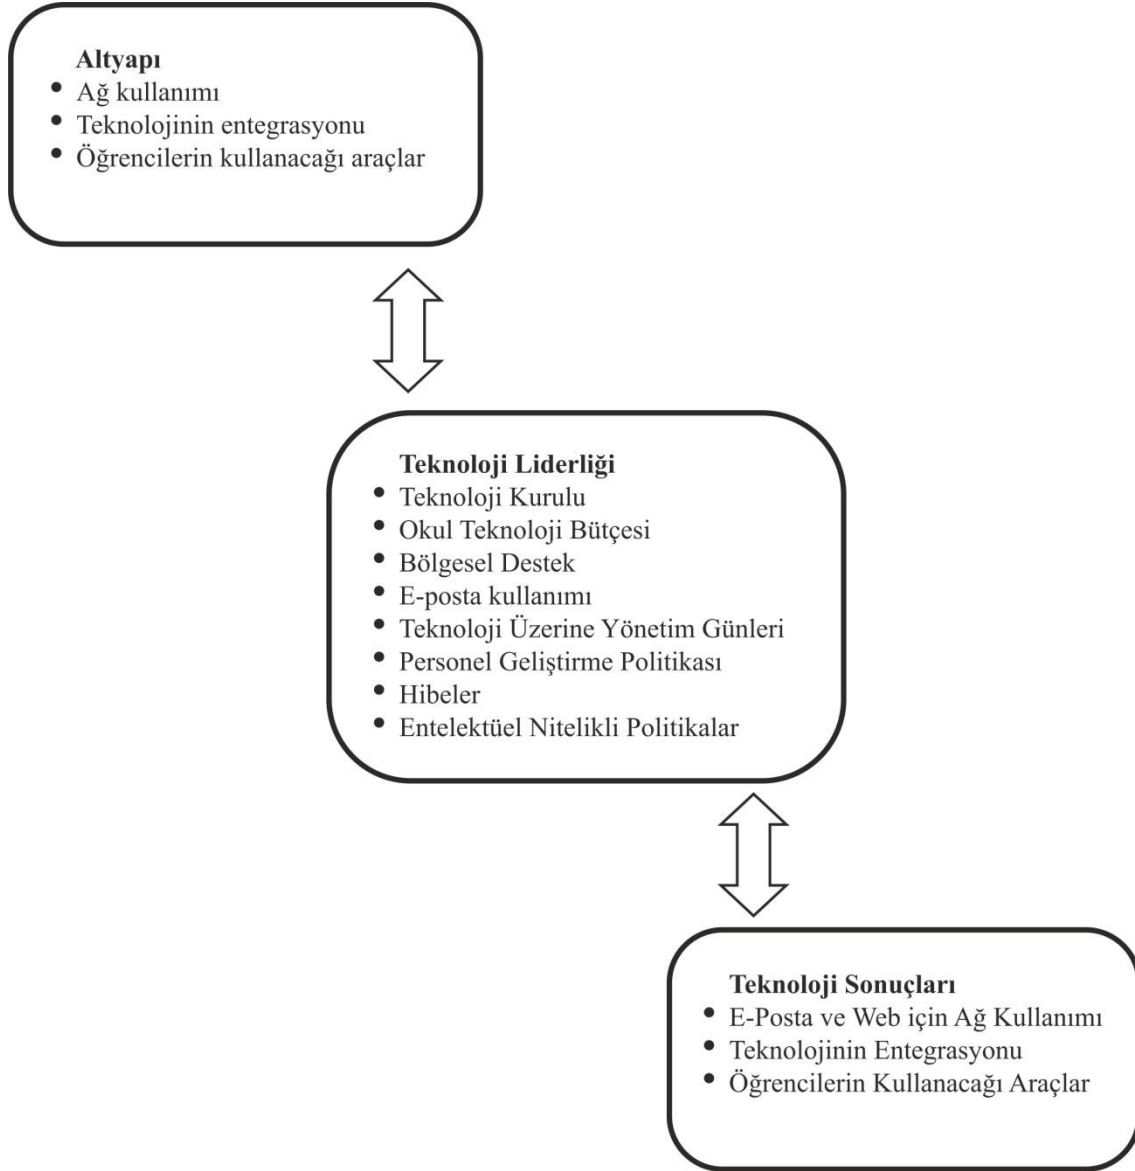 Altyapı
• Ağ kullanımı
• Teknolojinin entegrasyonu
• Öğrencilerin kullanacağı araçlar
Teknoloji Liderliği
• Teknoloji Kurulu
• Okul Teknoloji Bütçesi
• Bölgesel Destek
• E-posta kullanımı
• Teknoloji Üzerine Yönetim Günleri
• Personel Geliştirme Politikası
• Hibeler
• Entelektüel Nitelikli Politikalar
Teknoloji Sonuçları
• E-Posta ve Web için Ağ Kullanımı
• Teknolojinin Entegrasyonu
• Öğrencilerin Kullanacağı Araçlar